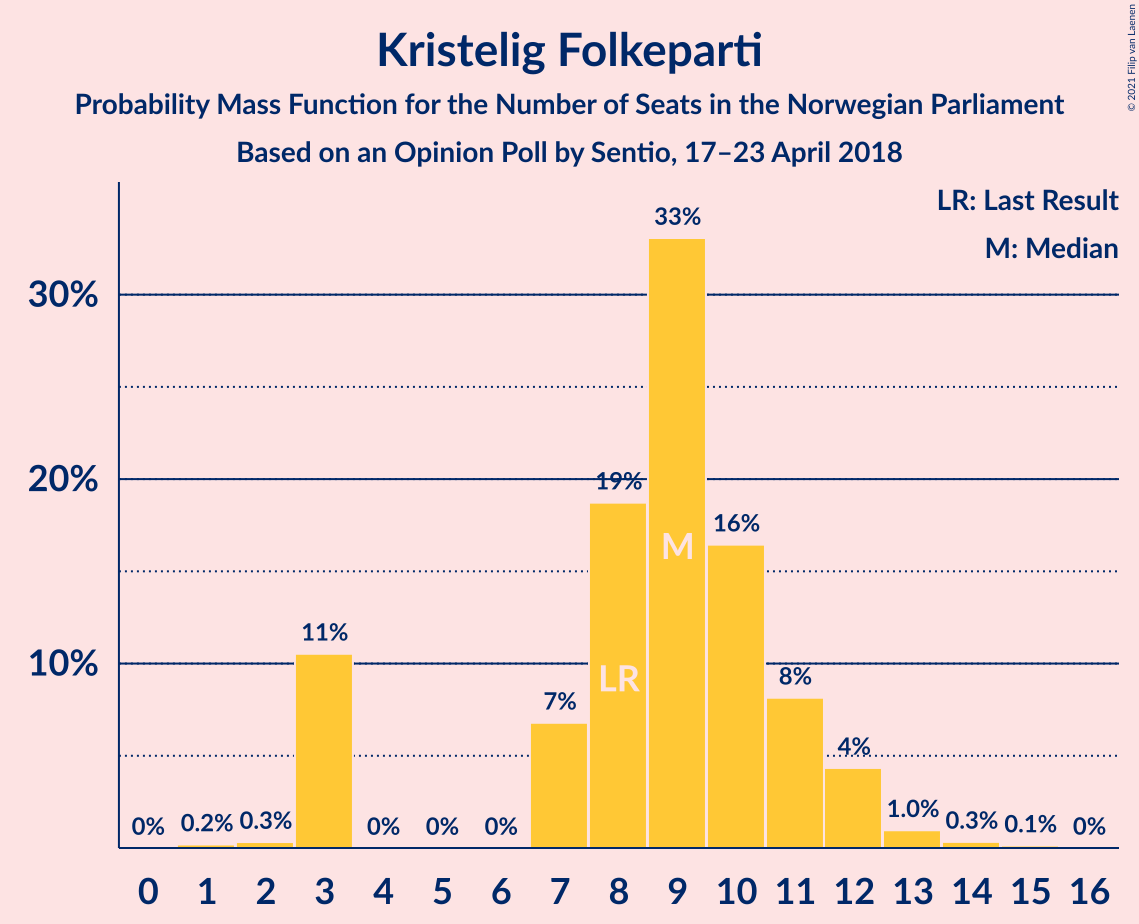 Kristelig Folkeparti
Probability Mass Function for the Number of Seats in the Norwegian Parliament
Based on an Opinion Poll by Sentio, 17–23 April 2018
© 2021 Filip van Laenen
LR: Last Result
M: Median
30%
20%
10%
0% 0.2% 0.3% 11% 0% 0% 0% 7% 19% 33% 16% 8% 4% 1.0% 0.3% 0.1% 0%
LR M
0 1 2 3 4 5 6 7 8 9 10 11 12 13 14 15 16